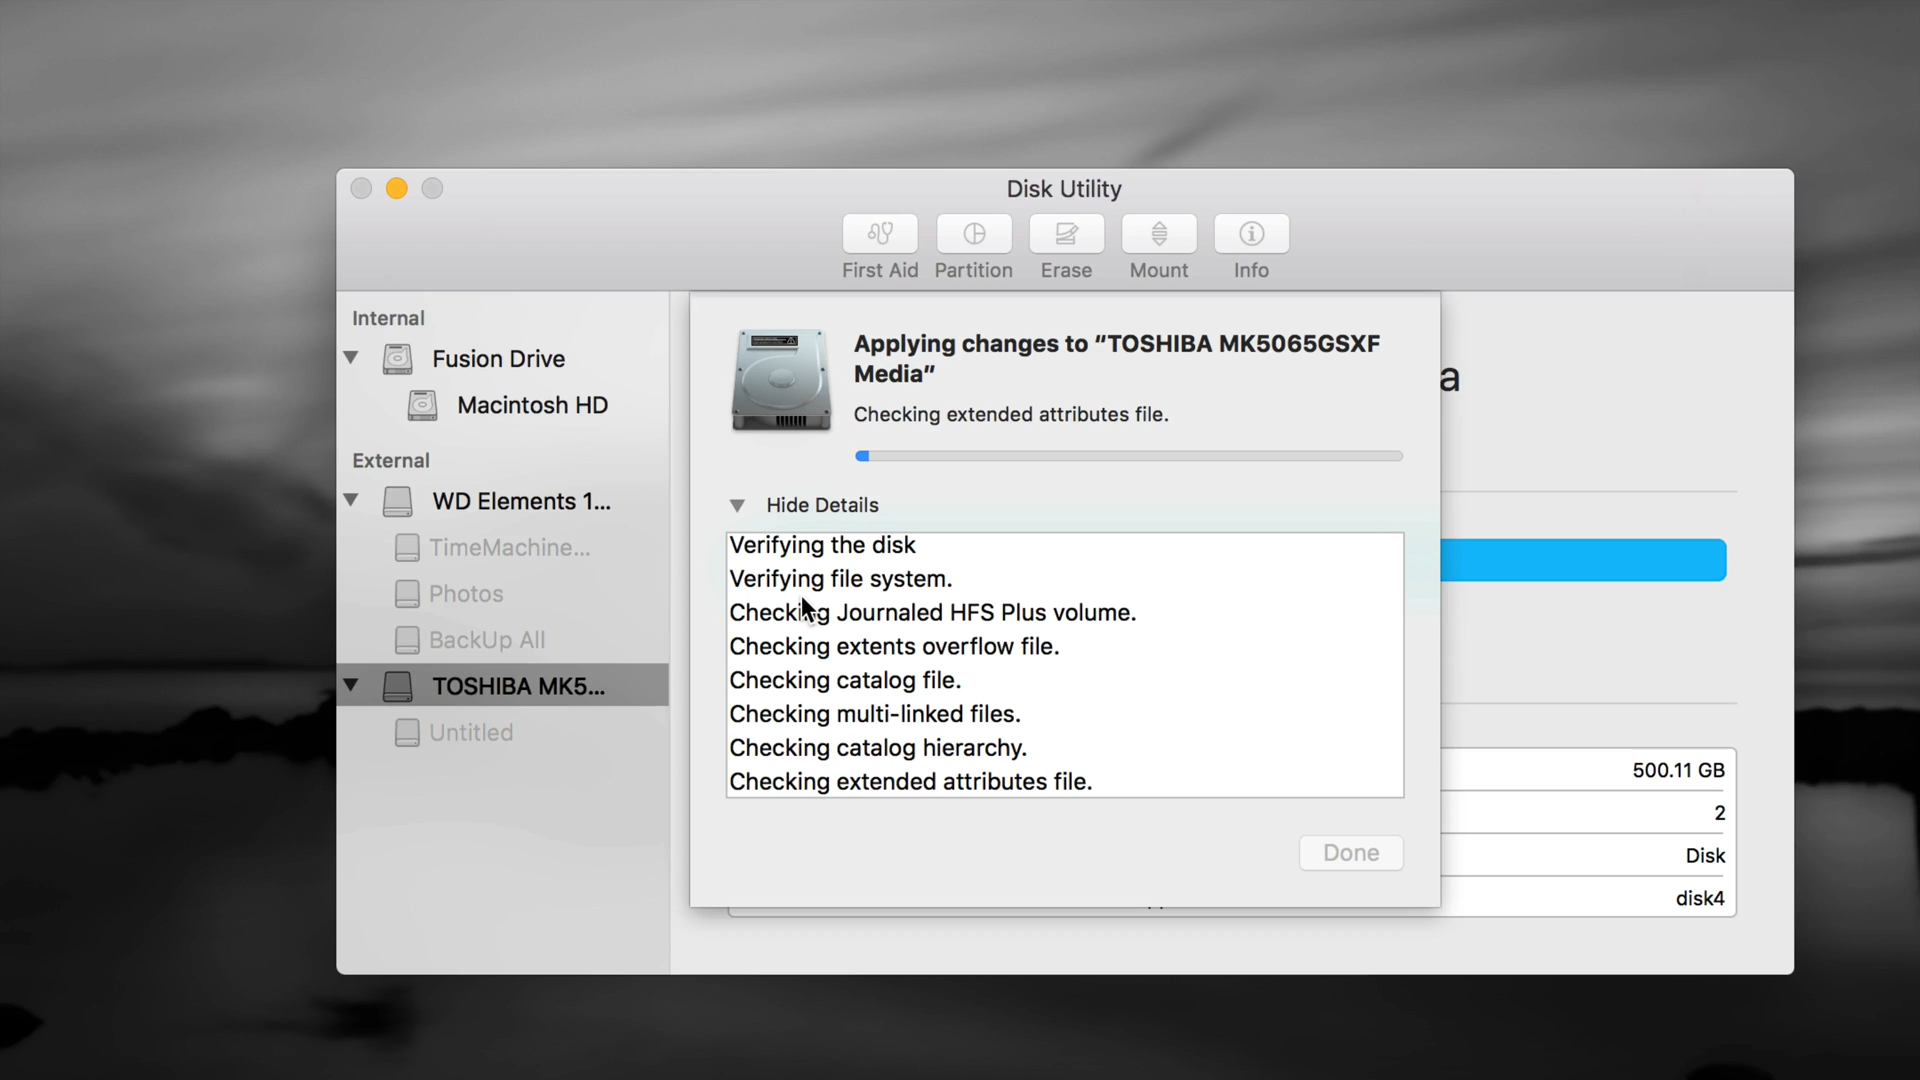 Disk Utility
First Aid
Partition
Erase
Mount
Info
Internal
Fusion Drive
Macintosh HD
External
WD Elements 1...
TimeMachine...
Photos
BackUp All
TOSHIBA MK5...
Untitled
Applying changes to “TOSHIBA MK5065GSXF
Media”
Checking extended attributes file.
Hide Details
Verifying the disk
Verifying file system.
Checking Journaled HFS Plus volume.
Checking extents overflow file.
Checking catalog file.
Checking multi-linked files.
Checking catalog hierarchy.
Checking extended attributes file.
Done
a
500.11 GB
2
Disk
disk4